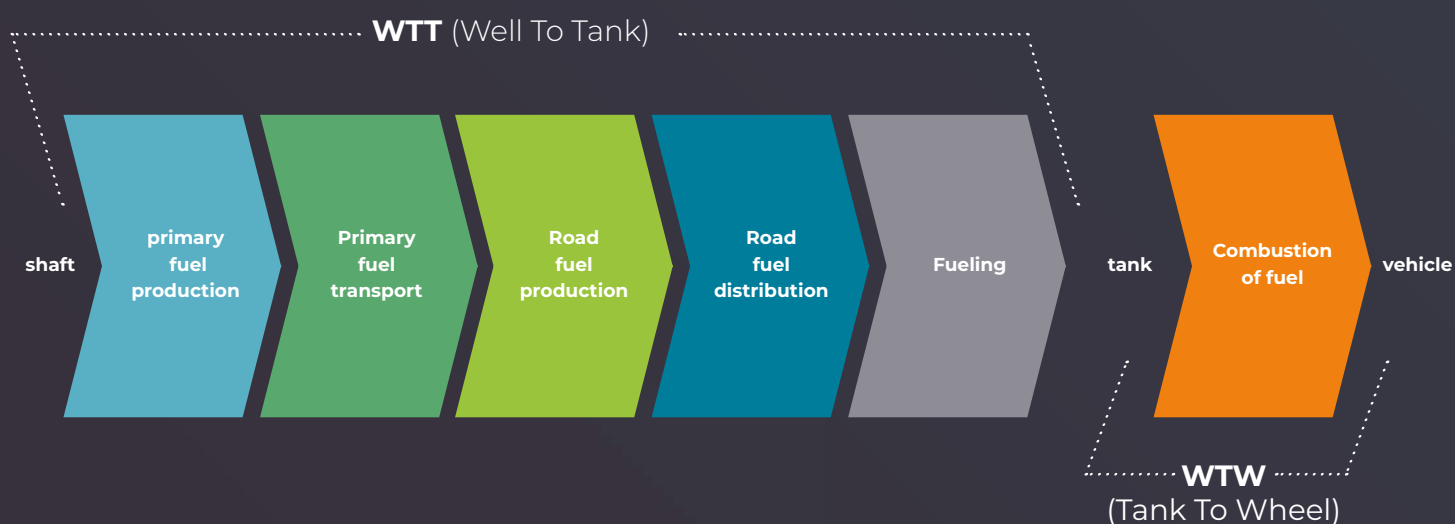 WTT (Well To Tank)
shaft
primary
fuel
production
Primary
fuel
transport
Road
fuel
production
Road
fuel
distribution
Fueling
tank
Combustion
of fuel
vehicle
WTW
(Tank To Wheel)